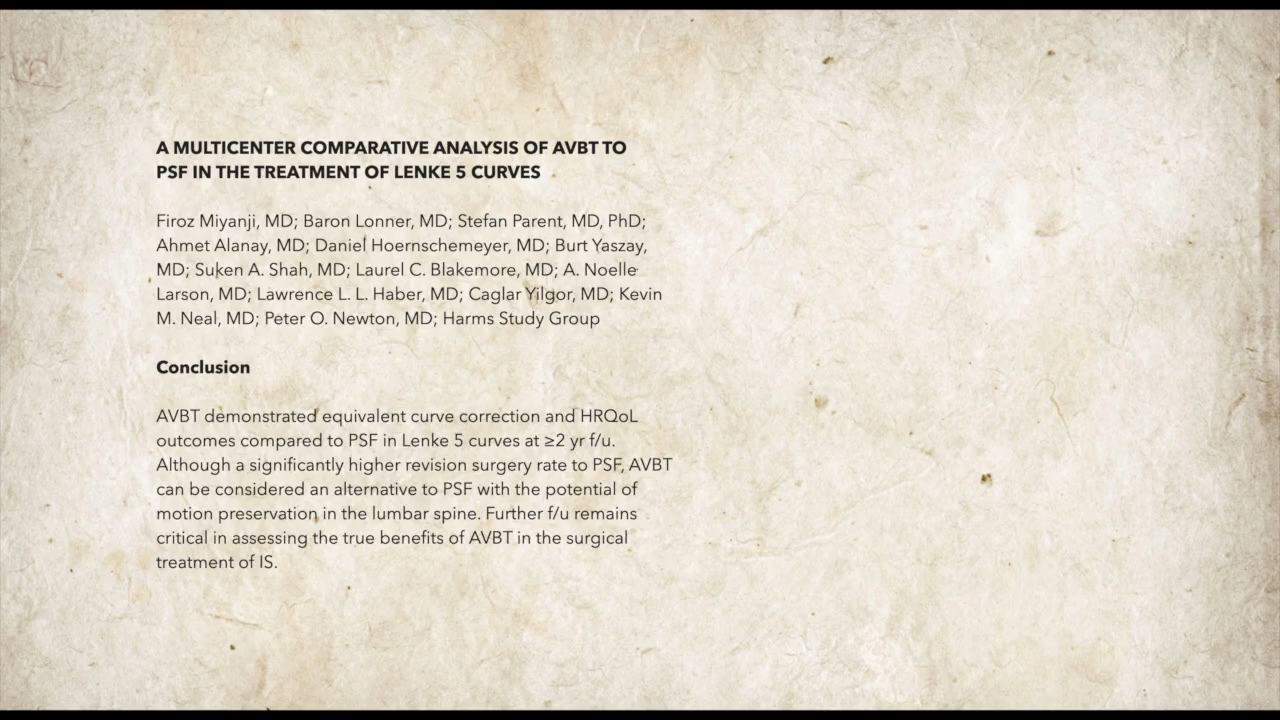 A MULTICENTER COMPARATIVE ANALYSIS OF AVBT TO
PSF IN THE TREATMENT OF LENKE 5 CURVES
Firoz Miyanji, MD; Baron Lonner, MD; Stefan Parent, MD, PhD;
Ahmet Alanay, MD; Daniel Hoernschemeyer, MD; Burt Yaszay,
MD; Suken A. Shah, MD; Laurel C. Blakemore, MD; A. Noelle
Larson, MD; Lawrence L. L. Haber, MD; Caglar Yilgor, MD; Kevin
M. Neal, MD; Peter O. Newton, MD; Harms Study Group
Conclusion
AVBT demonstrated equivalent curve correction and HRQoL
outcomes compared to PSF in Lenke 5 curves at ≥2 yr f/u.
Although a significantly higher revision surgery rate to PSF, AVBT
can be considered an alternative to PSF with the potential of
motion preservation in the lumbar spine. Further f/u remains
critical in assessing the true benefits of AVBT in the surgical
treatment of IS.